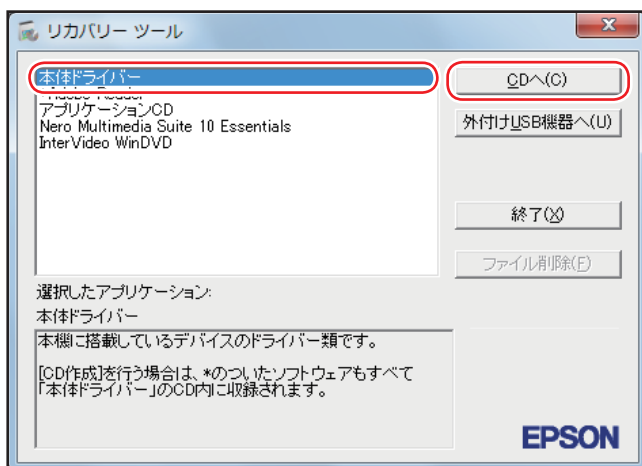 リカバリー ツール
本体ドライバー
アプリケーションCD
Nero Multimedia Suite 10 Essentials
InterVideo WinDVD
CDへ(C)
外付けUSB機器へ(U)
終了(X)
ファイル削除(F)
選択したアプリケーション:
本体ドライバー
本機に搭載しているデバイスのドライバー類です。
[CD作成]を行う場合は、*のついたソフトウェアもすべて
「本体ドライバー」のCD内に収録されます。
EPSON